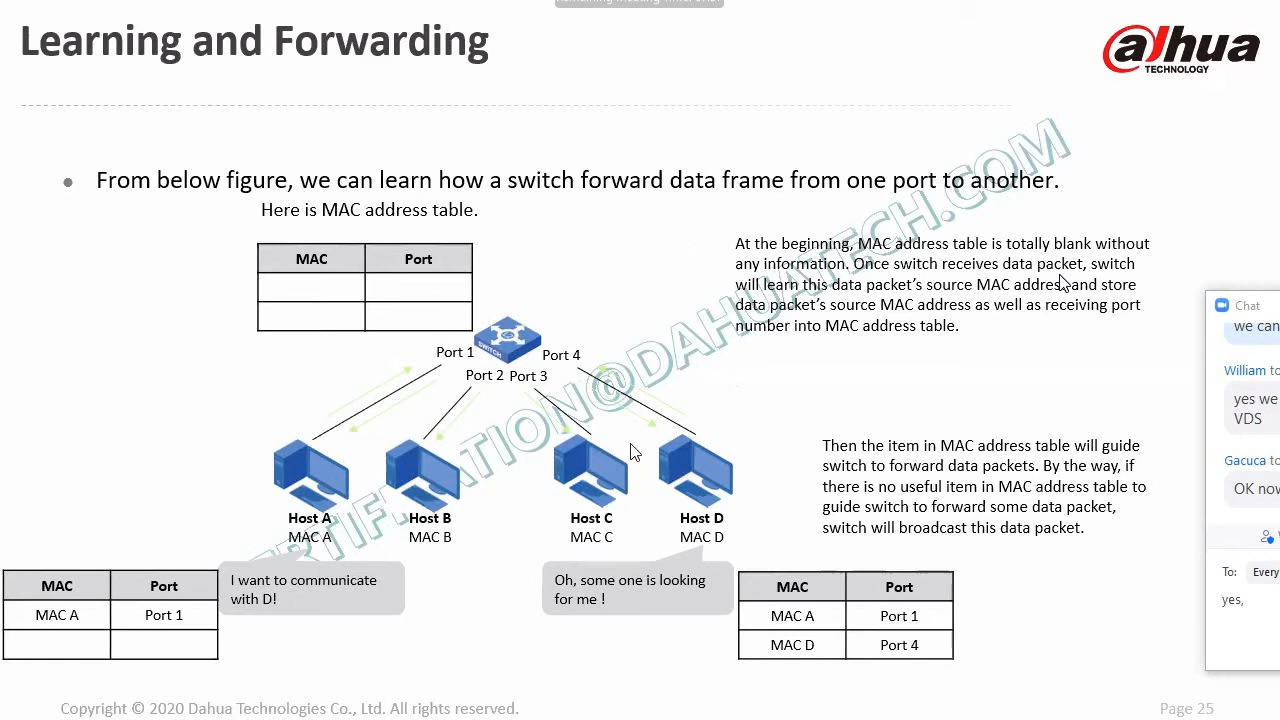 Learning and Forwarding
alhua
TECHNOLOGY
From below figure, we can learn how a switch forward data frame from one port to another.
Here is MAC address table.
MAC Port
At the beginning, MAC address table is totally blank without
any information. Once switch receives data packet, switch
will learn this data packet's source MAC address and store
data packet's source MAC address as well as receiving port
number into MAC address table.
SWITCH
Port 1
Port 2
Port 3
Port 4
Then the item in MAC address table will guide
switch to forward data packets. By the way, if
there is no useful item in MAC address table to
guide switch to forward some data packet,
switch will broadcast this data packet.
Host A
MAC A
Host B
MAC B
Host C
MAC C
Host D
MAC D
I want to communicate
with D!
Oh, some one is looking
for me !
MAC Port
MAC A Port 1
MAC Port
MAC A Port 1
MAC D Port 4
ERTIFICATION@DAHUATECH.COM
Chat
we can
William to
yes we
VDS
Gacuca to
OK now
To: Every
yes,
Copyright © 2020 Dahua Technologies Co., Ltd. All rights reserved.
Page 25